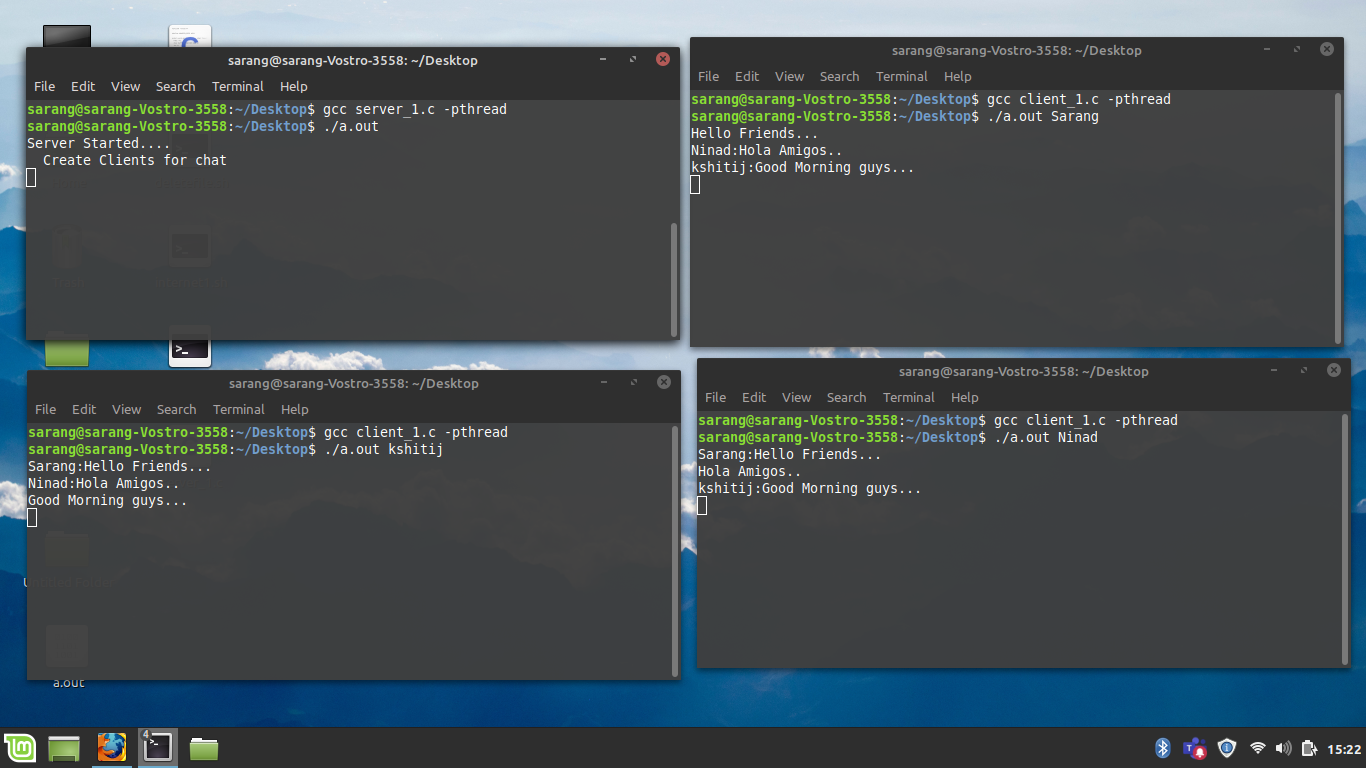 sarang@sarang-Vostro-3558: ~/Desktop
File Edit View Search Terminal Help
sarang@sarang-Vostro-3558:~/Desktop$ gcc server_1.c -pthread
sarang@sarang-Vostro-3558:~/Desktop$ ./a.out
Server Started....
  Create Clients for chat
sarang@sarang-Vostro-3558: ~/Desktop
File Edit View Search Terminal Help
sarang@sarang-Vostro-3558:~/Desktop$ gcc client_1.c -pthread
sarang@sarang-Vostro-3558:~/Desktop$ ./a.out Sarang
Hello Friends...
Ninad:Hola Amigos..
kshitij:Good Morning guys...
sarang@sarang-Vostro-3558: ~/Desktop
File Edit View Search Terminal Help
sarang@sarang-Vostro-3558:~/Desktop$ gcc client_1.c -pthread
sarang@sarang-Vostro-3558:~/Desktop$ ./a.out kshitij
Sarang:Hello Friends...
Ninad:Hola Amigos..
Good Morning guys...
sarang@sarang-Vostro-3558: ~/Desktop
File Edit View Search Terminal Help
sarang@sarang-Vostro-3558:~/Desktop$ gcc client_1.c -pthread
sarang@sarang-Vostro-3558:~/Desktop$ ./a.out Ninad
Sarang:Hello Friends...
Hola Amigos..
kshitij:Good Morning guys...
a.out
4
15:22